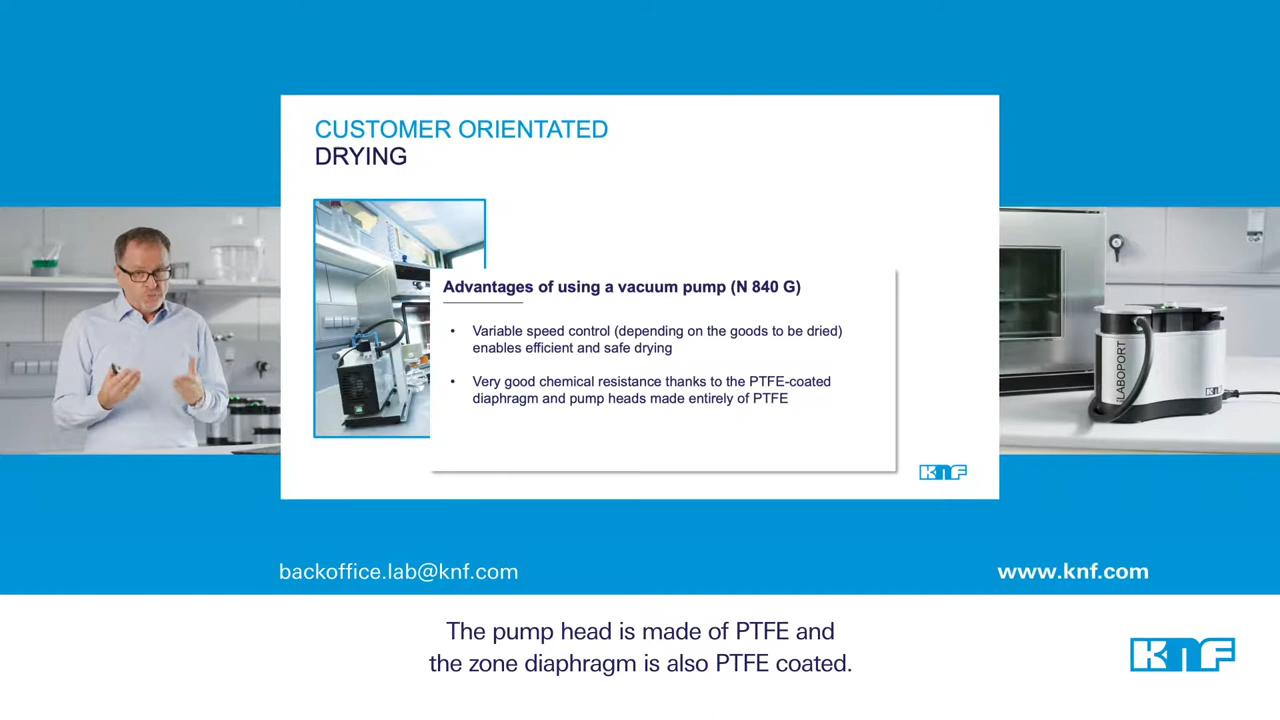 CUSTOMER ORIENTATED
DRYING
Advantages of using a vacuum pump (N 840 G)
• Variable speed control (depending on the goods to be dried)
enables efficient and safe drying
• Very good chemical resistance thanks to the PTFE-coated
diaphragm and pump heads made entirely of PTFE
KNF
LABOPORT
KNF
backoffice.lab@knf.com
www.knf.com
The pump head is made of PTFE and
the zone diaphragm is also PTFE coated.
KNF